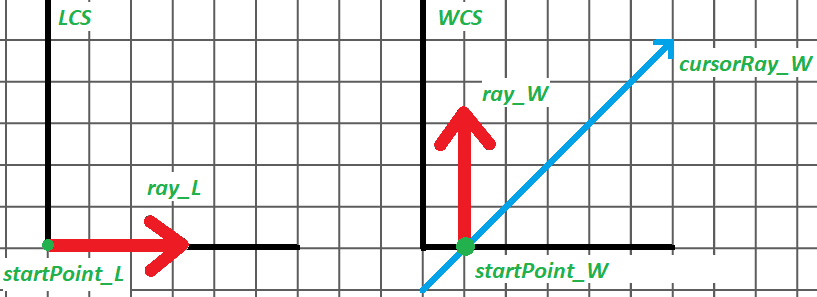 LCS
WCS
cursorRay_W
ray_W
ray_L
startPoint_L
startPoint_W